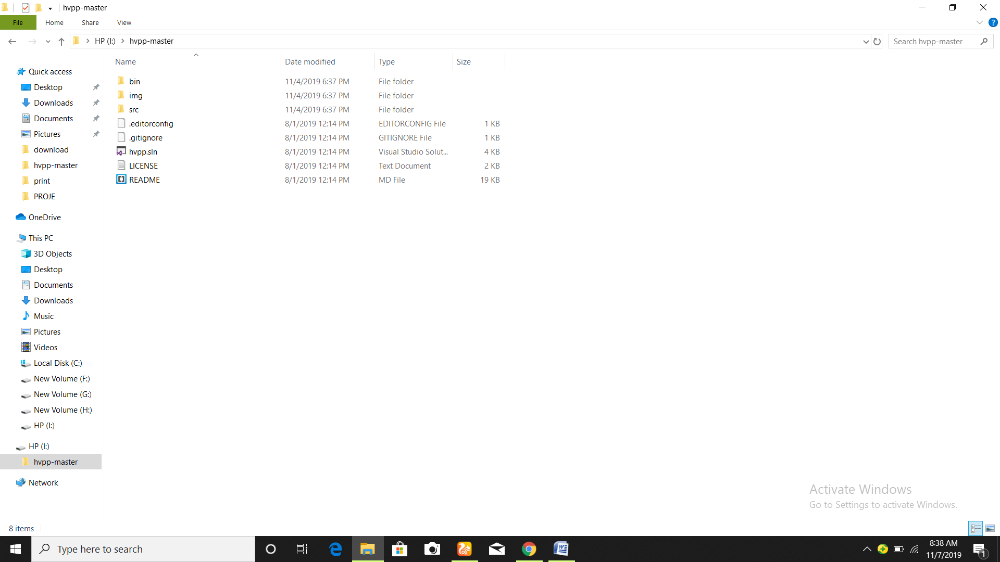 hvpp-master
File Home Share View
HP (I:) hvpp-master
Search hvpp-master
Name Date modified Type Size
bin 11/4/2019 6:37 PM File folder
img 11/4/2019 6:37 PM File folder
src 11/4/2019 6:37 PM File folder
.editorconfig 8/1/2019 12:14 PM EDITORCONFIG File 1 KB
.gitignore 8/1/2019 12:14 PM GITIGNORE File 1 KB
hvpp.sln 8/1/2019 12:14 PM Visual Studio Solut... 4 KB
LICENSE 8/1/2019 12:14 PM Text Document 2 KB
README 8/1/2019 12:14 PM MD File 19 KB
Quick access
Desktop
Downloads
Documents
Pictures
download
hvpp-master
print
PROJE
OneDrive
This PC
3D Objects
Desktop
Documents
Downloads
Music
Pictures
Videos
Local Disk (C:)
New Volume (F:)
New Volume (G:)
New Volume (H:)
HP (I:)
HP (I:)
hvpp-master
Network
Activate Windows
Go to Settings to activate Windows.
8 items
Type here to search
8:38 AM
11/7/2019
1